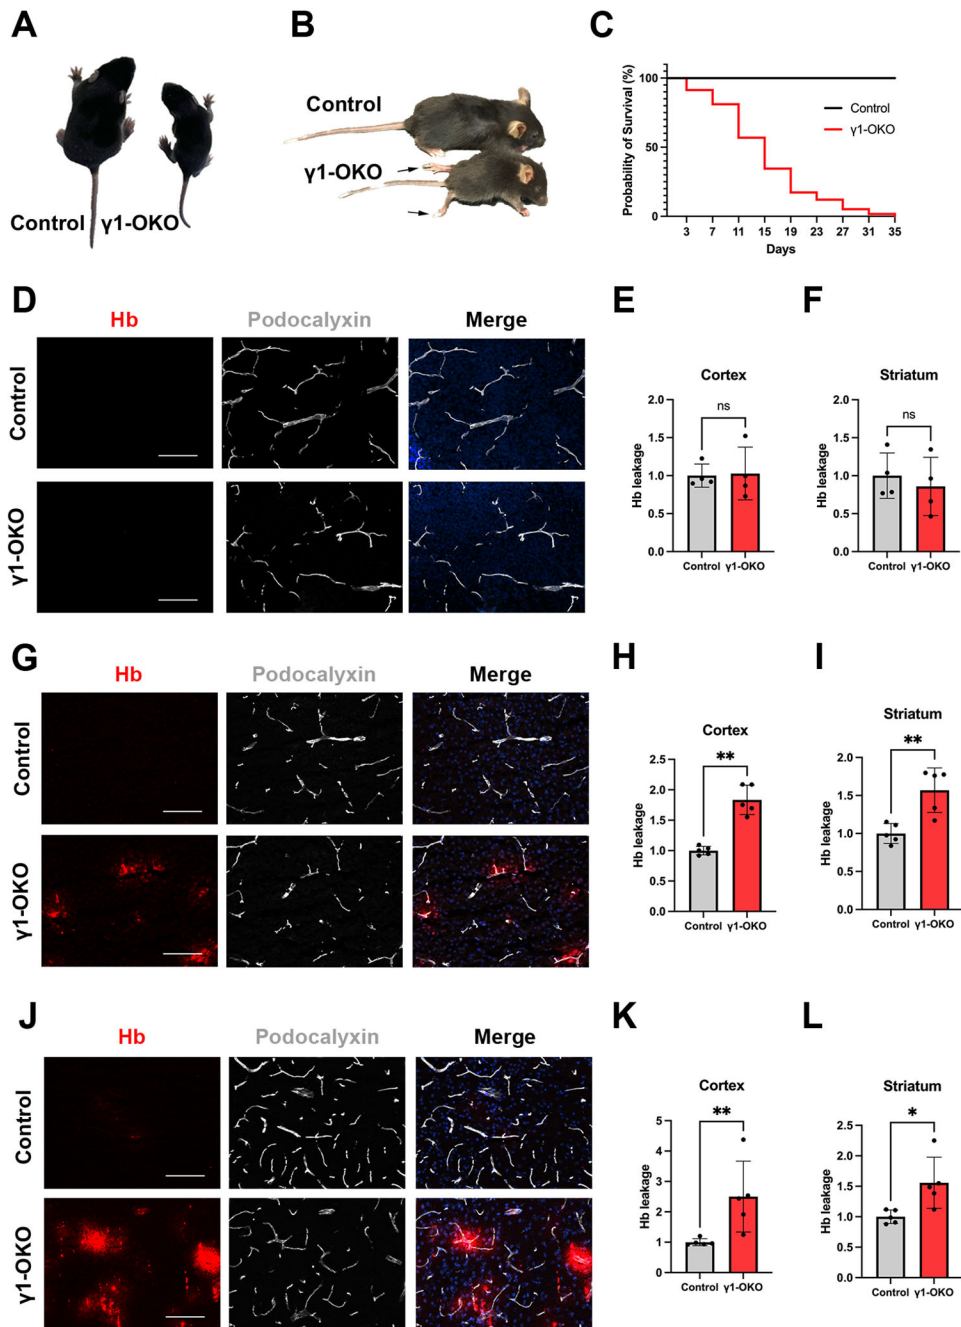 A
B
C
Control γ1-OKO
Control
γ1-OKO
Probability of Survival (%)
100
50
0
3 7 11 15 19 23 27 31 35
Days
Control
γ1-OKO
D
Hb Podocalyxin Merge
Control
γ1-OKO
E
Cortex
ns
Hb leakage
2.0
1.5
1.0
0.5
0.0
Control γ1-OKO
F
Striatum
ns
Hb leakage
2.0
1.5
1.0
0.5
0.0
Control γ1-OKO
G
Hb Podocalyxin Merge
Control
γ1-OKO
H
Cortex
**
Hb leakage
2.5
2.0
1.5
1.0
0.5
0.0
Control γ1-OKO
I
Striatum
**
Hb leakage
2.0
1.5
1.0
0.5
0.0
Control γ1-OKO
J
Hb Podocalyxin Merge
Control
γ1-OKO
K
Cortex
**
Hb leakage
6
5
4
3
2
1
0
Control γ1-OKO
L
Striatum
*
Hb leakage
2.5
2.0
1.5
1.0
0.5
0.0
Control γ1-OKO